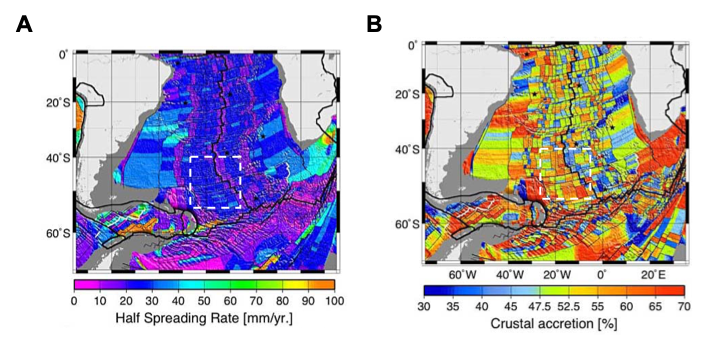 A
B
0°
20°S
40°S
60°S
0°
20°S
40°S
60°S
60°W 40°W 20°W 0° 20°E
0 10 20 30 40 50 60 70 80 90 100
Half Spreading Rate [mm/yr.]
30 35 40 45 47.5 52.5 55 60 65 70
Crustal accretion [%]